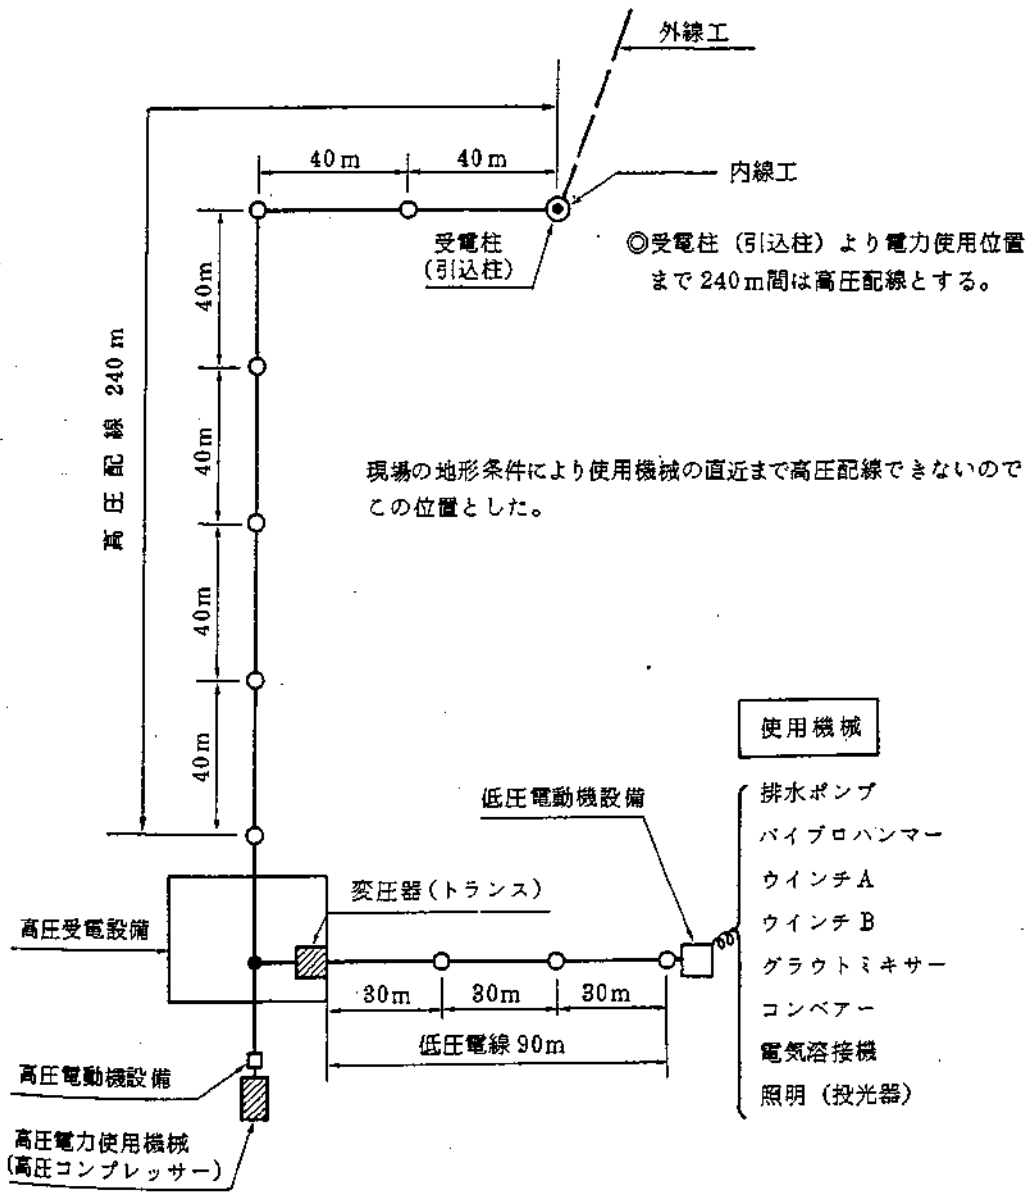 外線工
40m
40m
内線工
受電柱
(引込柱)
◎受電柱（引込柱）より電力使用位置
まで240m間は高圧配線とする。
40m
高圧配線 240m
40m
現場の地形条件により使用機械の直近まで高圧配線できないので
この位置とした。
40m
40m
使用機械
低圧電動機設備
排水ポンプ
バイブロハンマー
ウインチA
ウインチB
グラウトミキサー
コンベアー
電気溶接機
照明（投光器）
変圧器(トランス)
高圧受電設備
30m
30m
30m
低圧電線90m
高圧電動機設備
高圧電力使用機械
(高圧コンプレッサー)